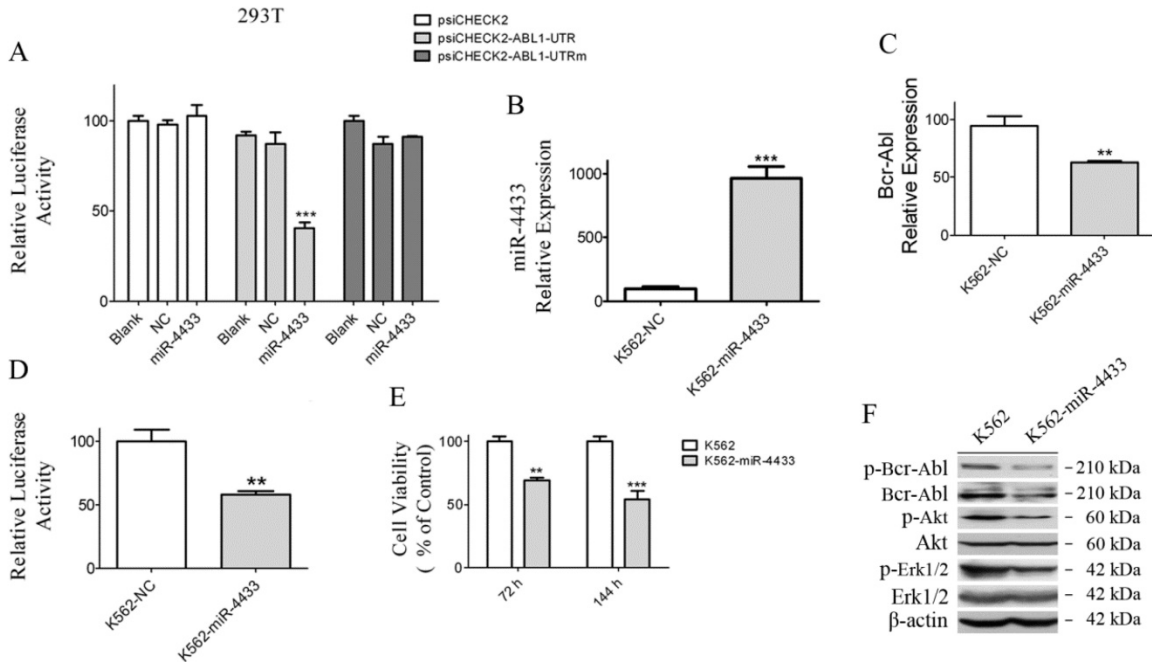 293T
psiCHECK2
psiCHECK2-ABL1-UTR
psiCHECK2-ABL1-UTRm
A
Relative Luciferase
Activity
100
50
0
***
Blank
NC
miR-4433
Blank
NC
miR-4433
Blank
NC
miR-4433
B
miR-4433
Relative Expression
1000
500
0
***
K562-NC
K562-miR-4433
C
Bcr-Abl
Relative Expression
100
50
0
**
K562-NC
K562-miR-4433
D
Relative Luciferase
Activity
100
50
0
**
K562-NC
K562-miR-4433
E
Cell Viability
( % of Control)
100
50
0
**
***
72 h
144 h
K562
K562-miR-4433
F
K562
K562-miR-4433
p-Bcr-Abl - 210 kDa
Bcr-Abl - 210 kDa
p-Akt - 60 kDa
Akt - 60 kDa
p-Erk1/2 - 42 kDa
Erk1/2 - 42 kDa
β-actin - 42 kDa